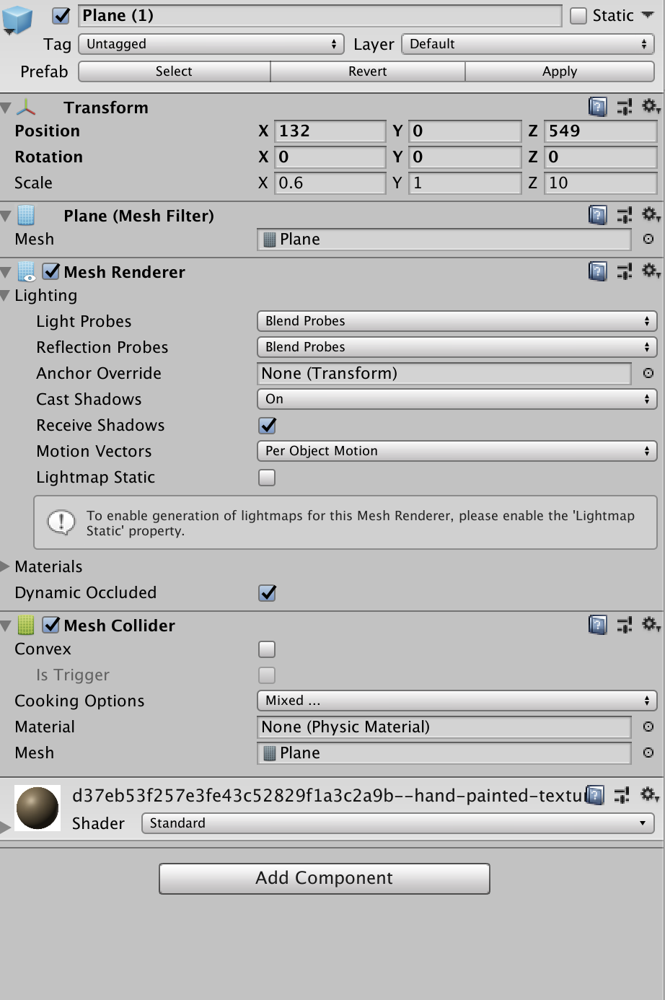 Plane (1) Static
Tag Untagged Layer Default
Prefab Select Revert Apply
Transform
Position X 132 Y 0 Z 549
Rotation X 0 Y 0 Z 0
Scale X 0.6 Y 1 Z 10
Plane (Mesh Filter)
Mesh Plane
Mesh Renderer
Lighting
Light Probes Blend Probes
Reflection Probes Blend Probes
Anchor Override None (Transform)
Cast Shadows On
Receive Shadows
Motion Vectors Per Object Motion
Lightmap Static
To enable generation of lightmaps for this Mesh Renderer, please enable the 'Lightmap
Static' property.
Materials
Dynamic Occluded
Mesh Collider
Convex
Is Trigger
Cooking Options Mixed ...
Material None (Physic Material)
Mesh Plane
d37eb53f257e3fe43c52829f1a3c2a9b--hand-painted-textu
Shader Standard
Add Component